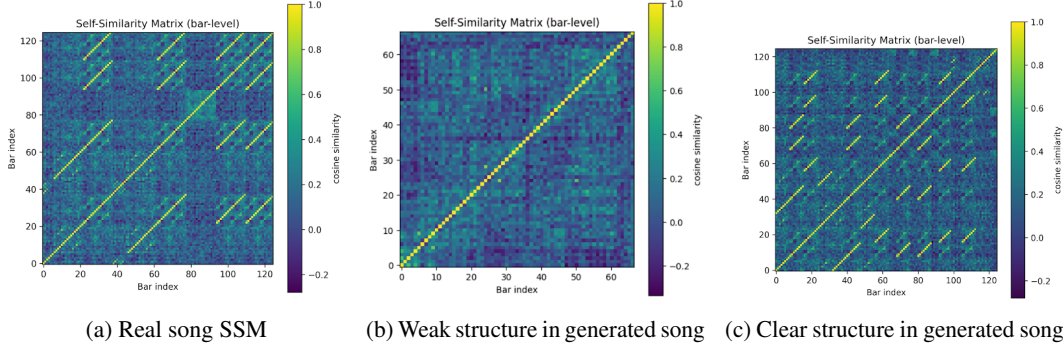 Self-Similarity Matrix (bar-level)
120
100
80
60
40
20
0
0 20 40 60 80 100 120
Bar index
Bar index
1.0
0.8
0.6
0.4
0.2
0.0
−0.2
cosine similarity
(a) Real song SSM
Self-Similarity Matrix (bar-level)
60
50
40
30
20
10
0
0 10 20 30 40 50 60
Bar index
Bar index
1.0
0.8
0.6
0.4
0.2
0.0
−0.2
cosine similarity
(b) Weak structure in generated song
Self-Similarity Matrix (bar-level)
120
100
80
60
40
20
0
0 20 40 60 80 100 120
Bar index
Bar index
1.0
0.8
0.6
0.4
0.2
0.0
−0.2
cosine similarity
(c) Clear structure in generated song